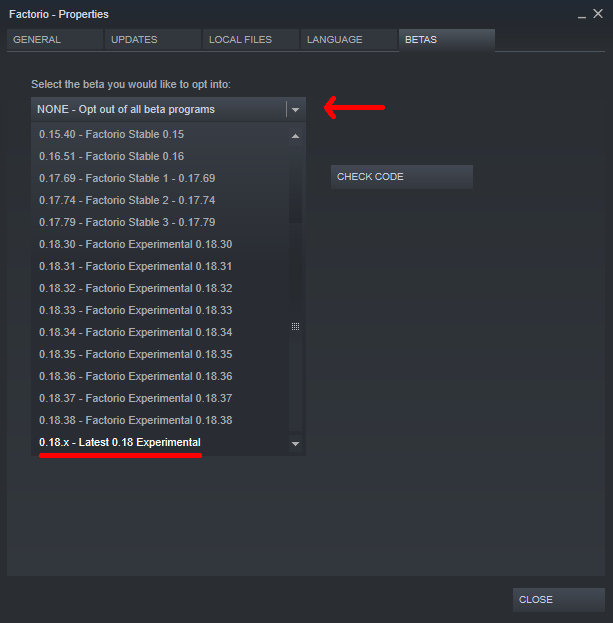 Factorio - Properties
GENERAL
UPDATES
LOCAL FILES
LANGUAGE
BETAS
Select the beta you would like to opt into:
NONE - Opt out of all beta programs
0.15.40 - Factorio Stable 0.15
0.16.51 - Factorio Stable 0.16
0.17.69 - Factorio Stable 1 - 0.17.69
0.17.74 - Factorio Stable 2 - 0.17.74
0.17.79 - Factorio Stable 3 - 0.17.79
0.18.30 - Factorio Experimental 0.18.30
0.18.31 - Factorio Experimental 0.18.31
0.18.32 - Factorio Experimental 0.18.32
0.18.33 - Factorio Experimental 0.18.33
0.18.34 - Factorio Experimental 0.18.34
0.18.35 - Factorio Experimental 0.18.35
0.18.36 - Factorio Experimental 0.18.36
0.18.37 - Factorio Experimental 0.18.37
0.18.38 - Factorio Experimental 0.18.38
0.18.x - Latest 0.18 Experimental
CHECK CODE
CLOSE